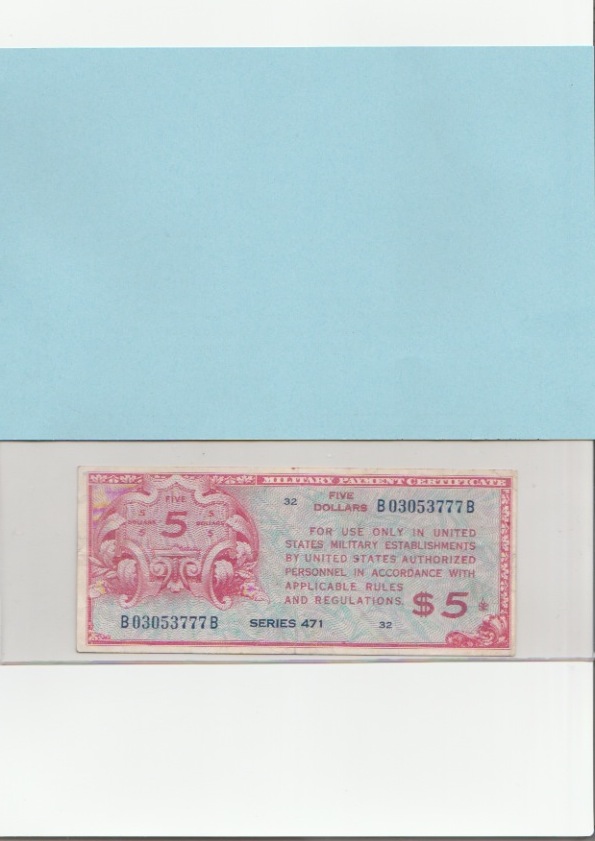 MILITARY PAYMENT CERTIFICATE
FIVE
5
5
5
DOLLARS
DOLLARS
$
$
32
FIVE
DOLLARS
B03053777B
FOR USE ONLY IN UNITED
STATES MILITARY ESTABLISHMENTS
BY UNITED STATES AUTHORIZED
PERSONNEL IN ACCORDANCE WITH
APPLICABLE RULES
AND REGULATIONS.
$5
B03053777B
SERIES 471
32